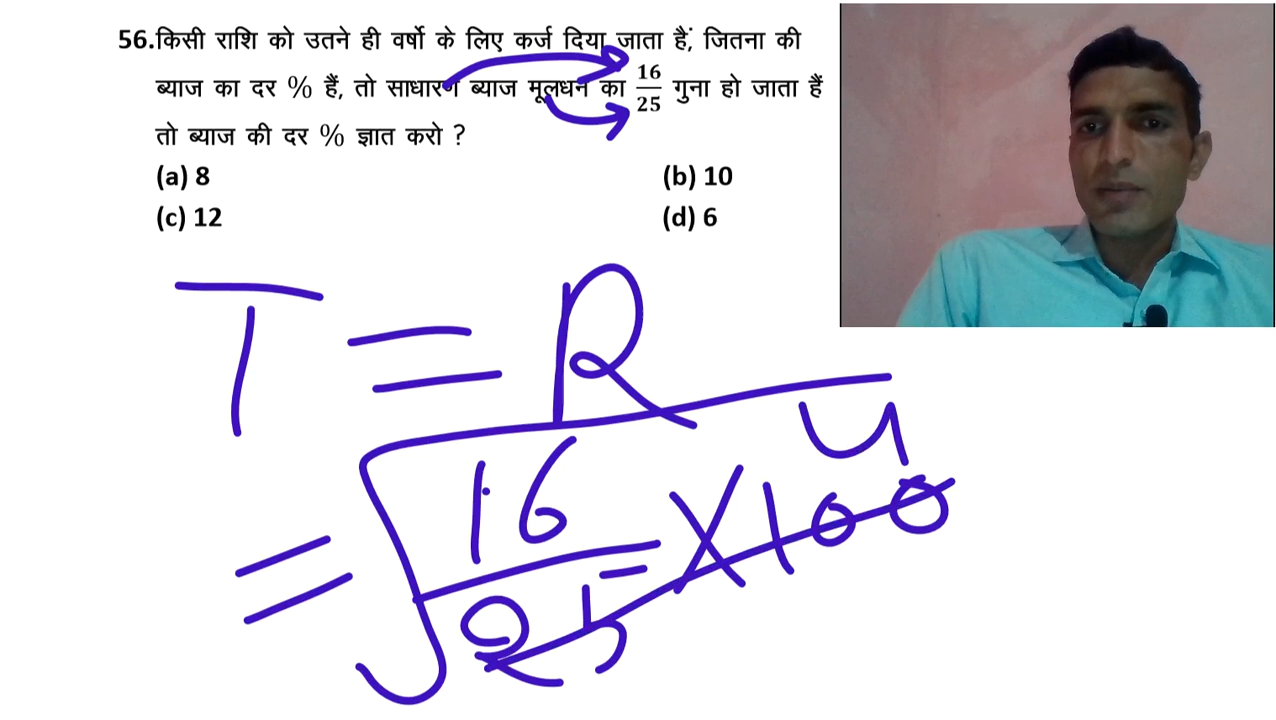 56.किसी राशि को उतने ही वर्षो के लिए कर्ज दिया जाता है, जितना की
ब्याज का दर % हैं, तो साधारण ब्याज मूलधन का 16/25 गुना हो जाता हैं
तो ब्याज की दर % ज्ञात करो ?
(a) 8 (b) 10
(c) 12 (d) 6
T = R
= √16/25 × 100 4